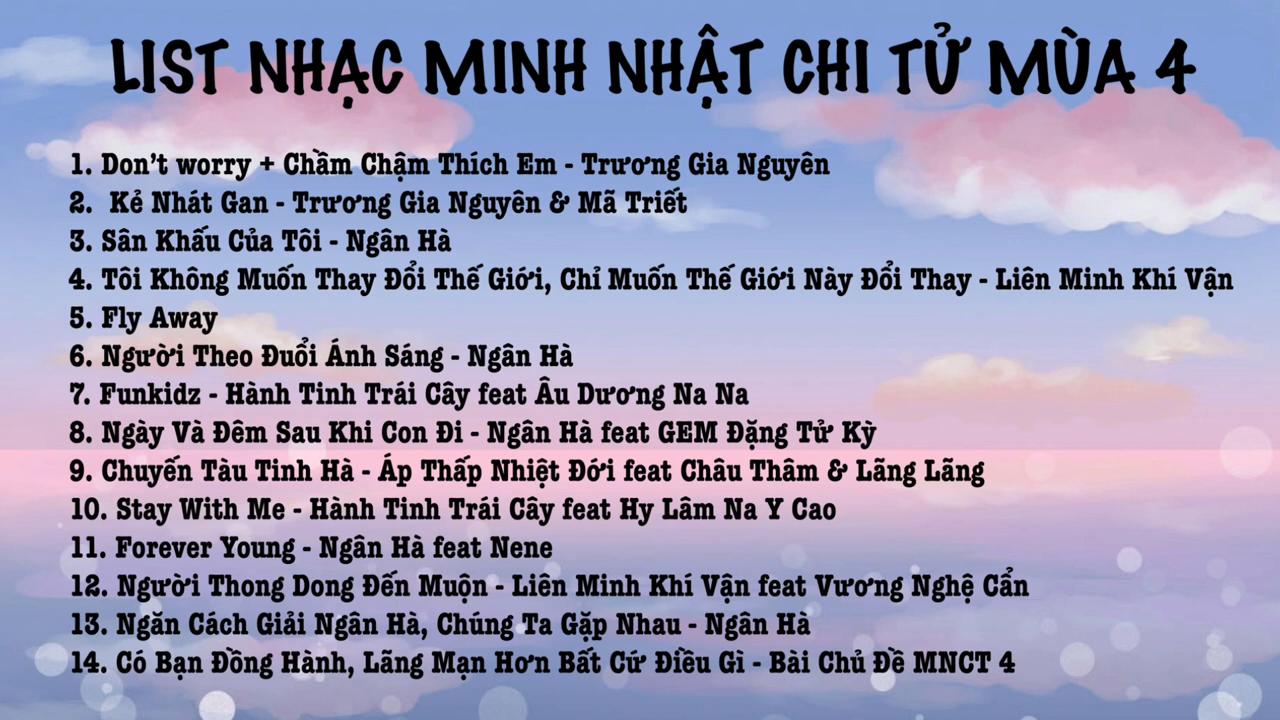 LIST NHẠC MINH NHẬT CHI TỬ MÙA 4
1. Don't worry + Chầm Chậm Thích Em - Trương Gia Nguyên
2. Kẻ Nhát Gan - Trương Gia Nguyên & Mã Triết
3. Sân Khấu Của Tôi - Ngân Hà
4. Tôi Không Muốn Thay Đổi Thế Giới, Chỉ Muốn Thế Giới Này Đổi Thay - Liên Minh Khí Vận
5. Fly Away
6. Người Theo Đuổi Ánh Sáng - Ngân Hà
7. Funkidz - Hành Tinh Trái Cây feat Âu Dương Na Na
8. Ngày Và Đêm Sau Khi Con Đi - Ngân Hà feat GEM Đặng Tử Kỳ
9. Chuyến Tàu Tinh Hà - Áp Thấp Nhiệt Đới feat Châu Thâm & Lãng Lãng
10. Stay With Me - Hành Tinh Trái Cây feat Hy Lâm Na Y Cao
11. Forever Young - Ngân Hà feat Nene
12. Người Thong Dong Đến Muộn - Liên Minh Khí Vận feat Vương Nghệ Cẩn
13. Ngăn Cách Giải Ngân Hà, Chúng Ta Gặp Nhau - Ngân Hả
14. Có Bạn Đồng Hành, Lãng Mạn Hơn Bất Cứ Điều Gì - Bài Chủ Đề MNCT 4